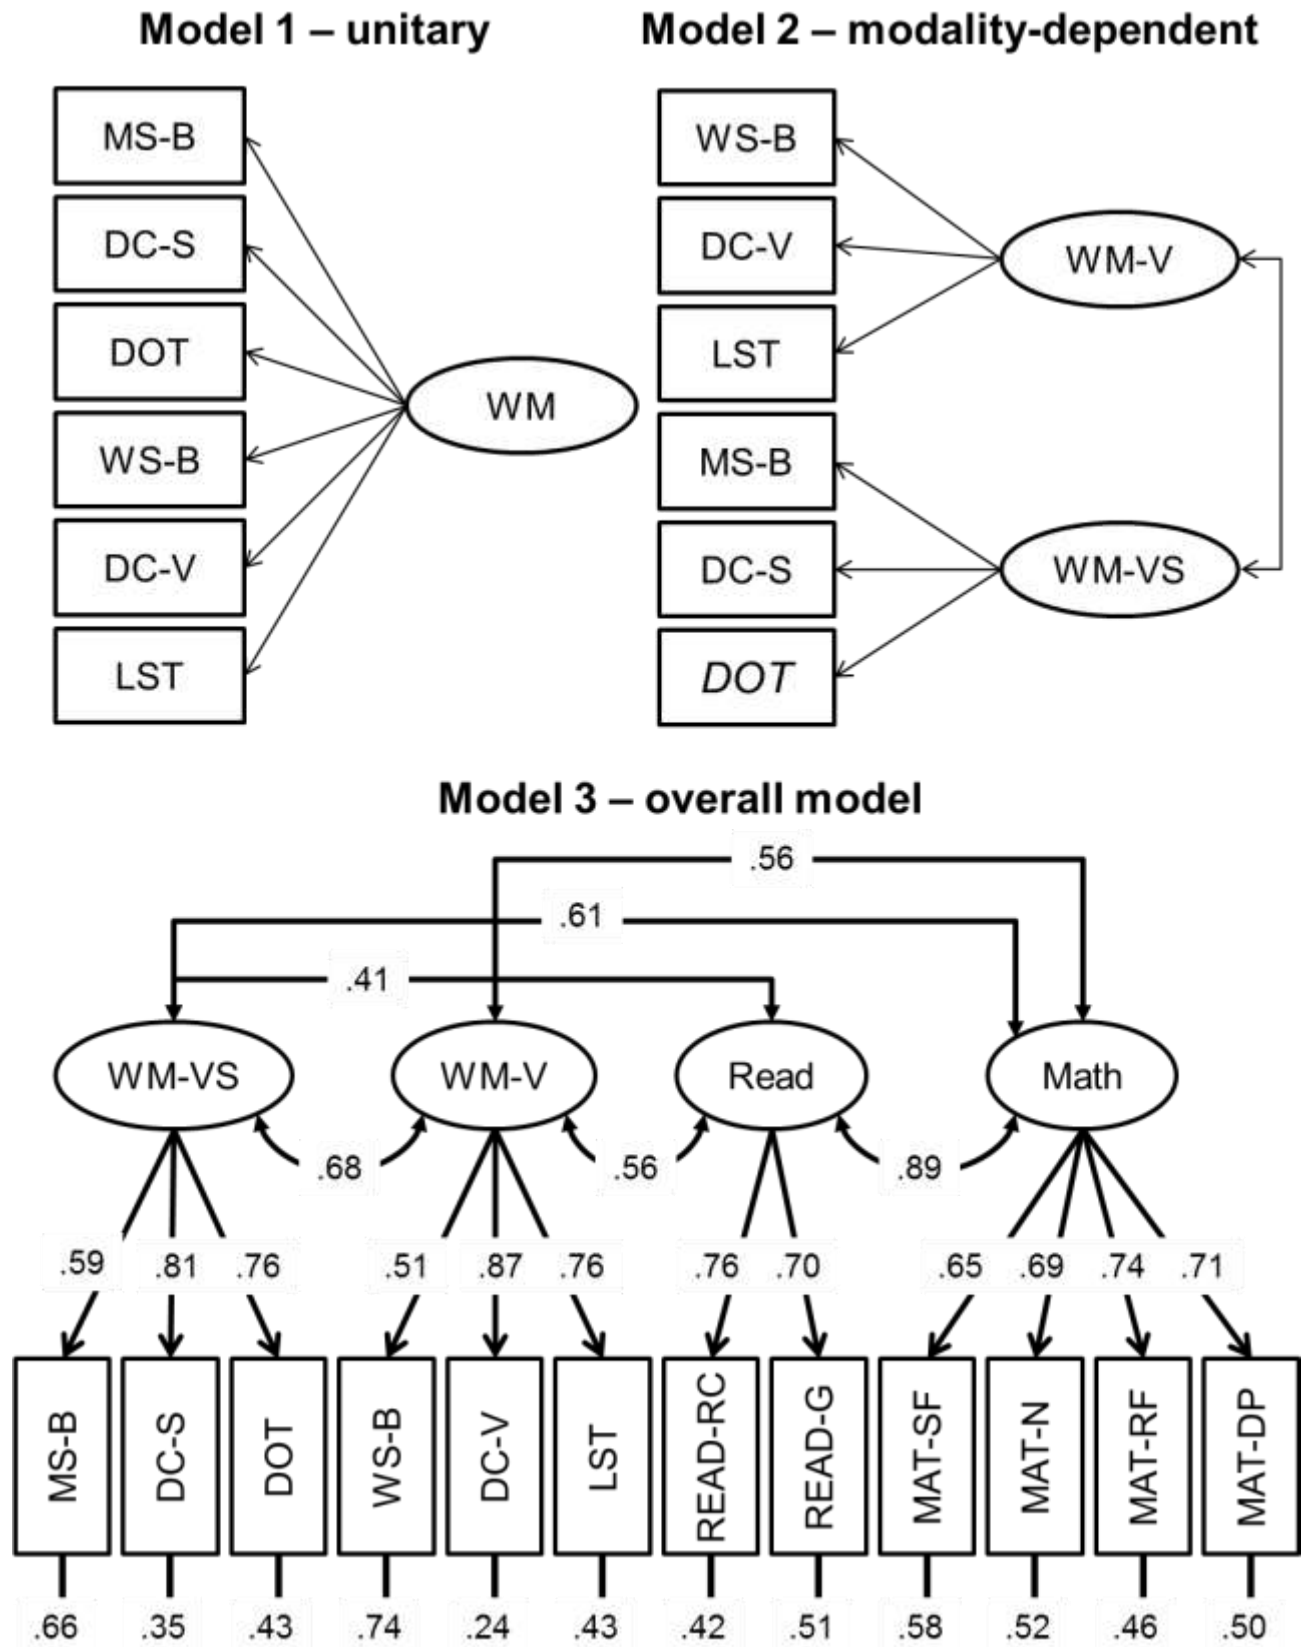 Model 1 – unitary
MS-B
DC-S
DOT
WS-B
DC-V
LST
WM
Model 2 – modality-dependent
WS-B
DC-V
LST
MS-B
DC-S
DOT
WM-V
WM-VS
Model 3 – overall model
.56
.61
.41
WM-VS WM-V Read Math
.68 .56 .89
.59 .81 .76 .51 .87 .76 .76 .70 .65 .69 .74 .71
MS-B DC-S DOT WS-B DC-V LST READ-RC READ-G MAT-SF MAT-N MAT-RF MAT-DP
.66 .35 .43 .74 .24 .43 .42 .51 .58 .52 .46 .50